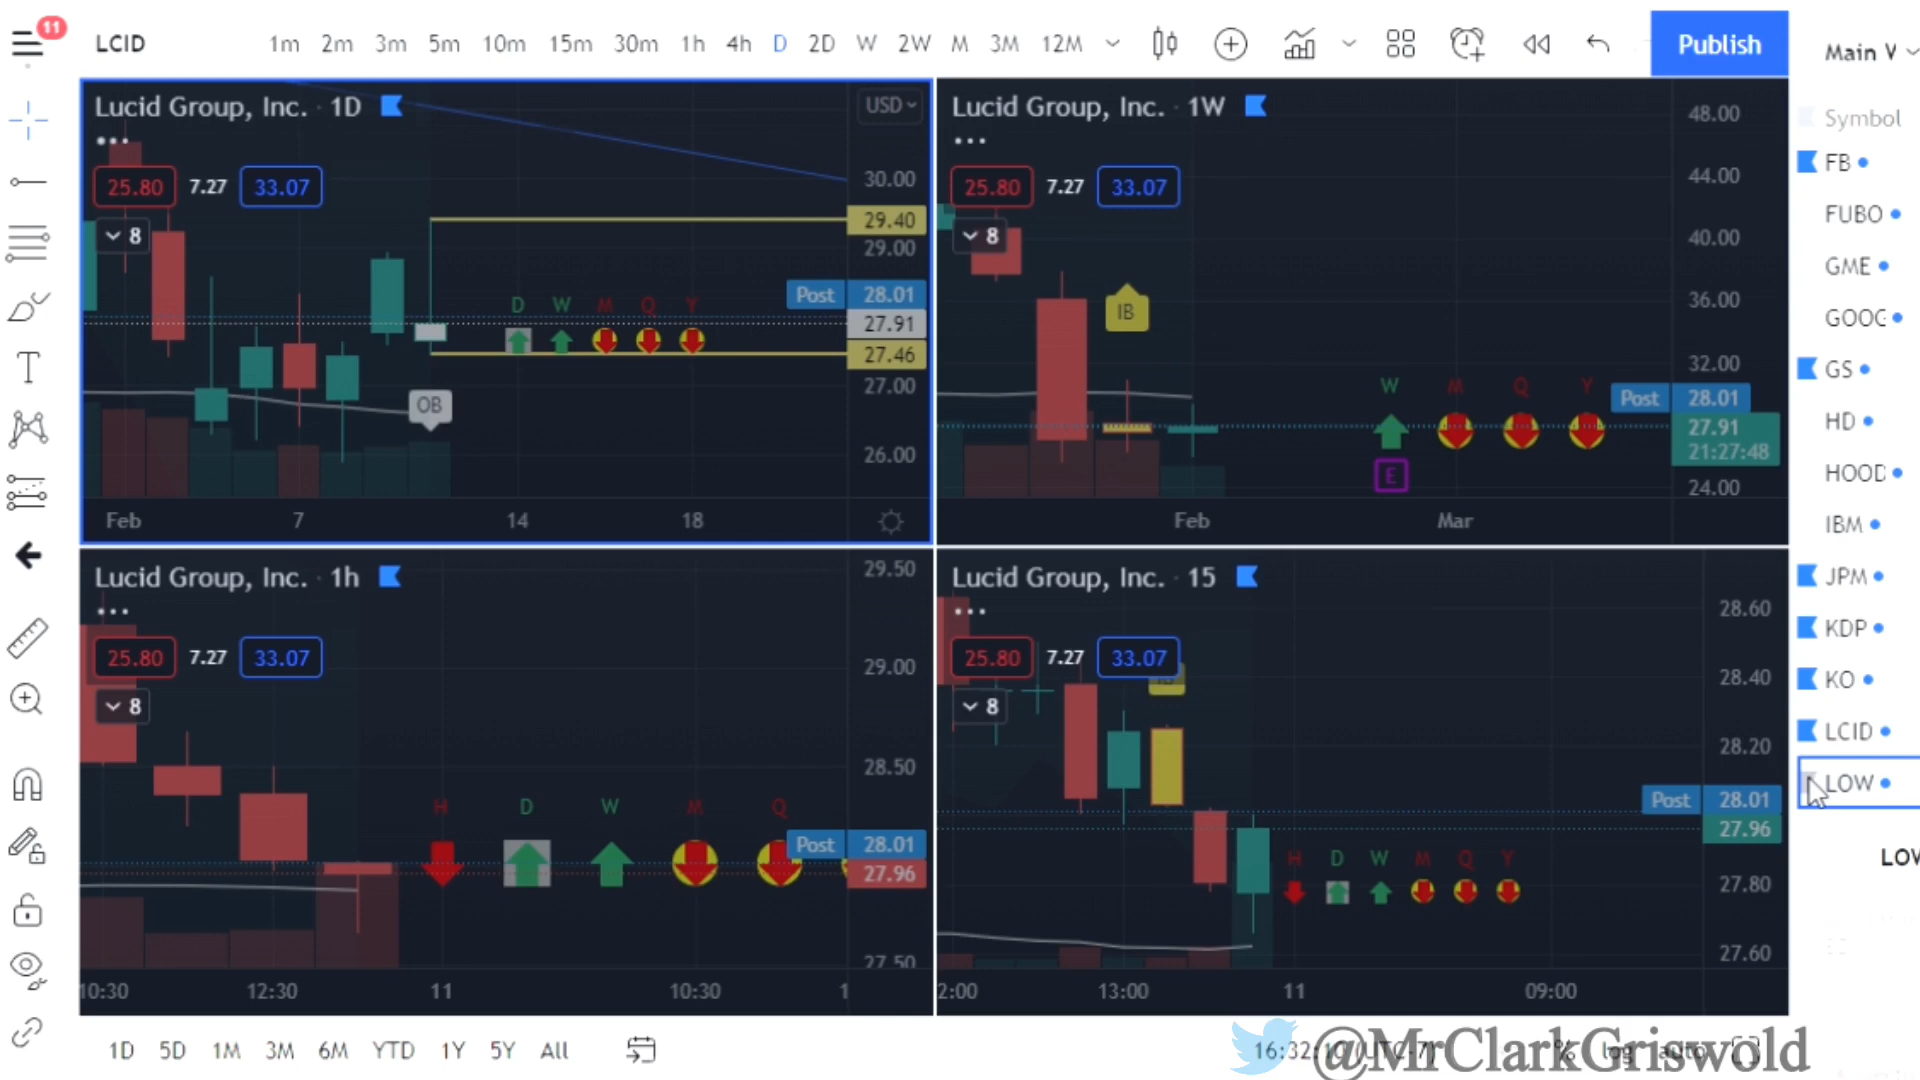 11
LCID 1m 2m 3m 5m 10m 15m 30m 1h 4h D 2D W 2W M 3M 12M Publish
Main V
Lucid Group, Inc. · 1D USD
25.80 7.27 33.07
8
30.00
29.40
29.00
Post 28.01
27.91
27.46
27.00
26.00
D W M Q Y
OB
Feb 7 14 18
Lucid Group, Inc. · 1W
25.80 7.27 33.07
8
48.00
44.00
40.00
36.00
32.00
Post 28.01
27.91
21:27:48
24.00
IB
W M Q Y
E
Feb Mar
Lucid Group, Inc. · 1h
25.80 7.27 33.07
8
29.50
29.00
28.50
Post 28.01
27.96
27.50
H D W M Q
10:30 12:30 11 10:30 1
Lucid Group, Inc. · 15
25.80 7.27 33.07
8
28.60
28.40
28.20
Post 28.01
27.96
27.80
27.60
H D W M Q Y
2:00 13:00 11 09:00
Symbol
FB
FUBO
GME
GOOG
GS
HD
HOOD
IBM
JPM
KDP
KO
LCID
LOW
LOW
1D 5D 1M 3M 6M YTD 1Y 5Y All
16:32:10 (UTC-7) % log auto
@MrClarkGriswold